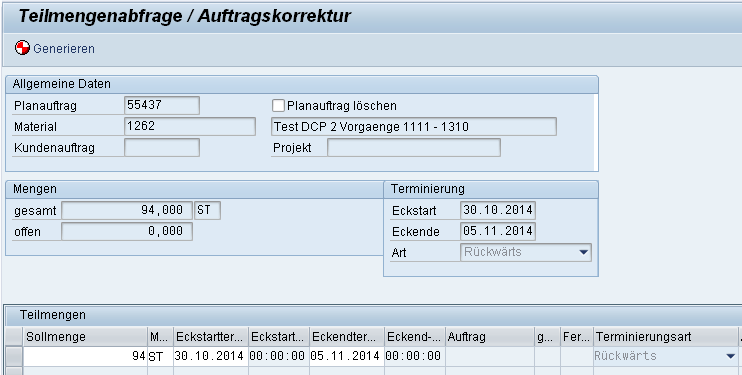 Teilmengenabfrage / Auftragskorrektur
Generieren
Allgemeine Daten
Planauftrag 55437 Planauftrag löschen
Material 1262 Test DCP 2 Vorgaenge 1111 - 1310
Kundenauftrag Projekt
Mengen
gesamt 94,000 ST
offen 0,000
Terminierung
Eckstart 30.10.2014
Eckende 05.11.2014
Art Rückwärts
Teilmengen
Sollmenge M... Eckstartter... Eckstart... Eckendter... Eckend-... Auftrag g... Fer... Terminierungsart
94 ST 30.10.2014 00:00:00 05.11.2014 00:00:00 Rückwärts